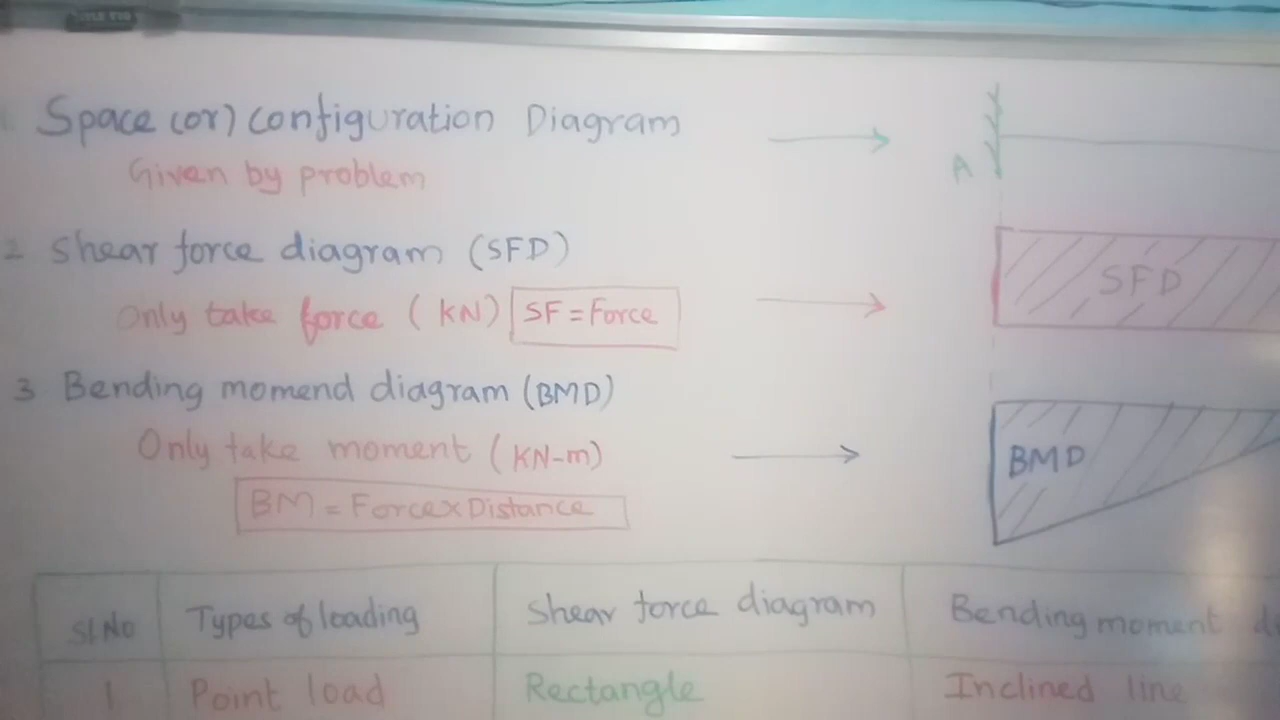 1. Space (or) Configuration Diagram
Given by problem
A
2. Shear force diagram (SFD)
Only take force (KN) SF = Force
SFD
3 Bending momend diagram (BMD)
Only take moment (KN-m)
BM = Force x Distance
BMD
Sl.No Types of loading Shear force diagram Bending moment
1 Point load Rectangle Inclined line